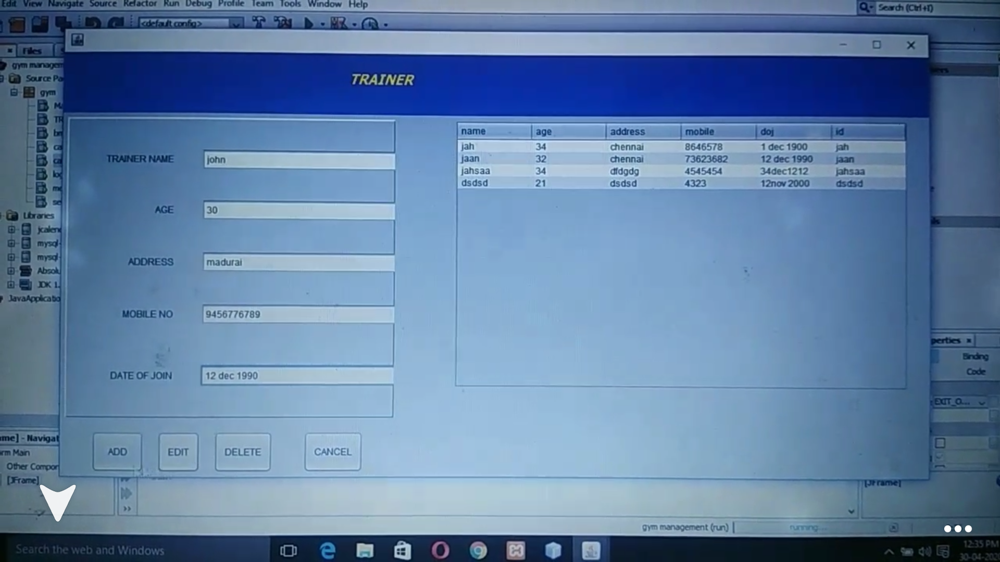 Edit View Navigate Source Refactor Run Debug Profile Team Tools Window Help
Search (Ctrl+I)
<default config>
Files
gym managem
Source Pa
gym
TR
Libraries
jcalen
mysql-
mysql-
Absolu
JDK 1.
JavaApplicatio
TRAINER
TRAINER NAME john
AGE 30
ADDRESS madurai
MOBILE NO 9456776789
DATE OF JOIN 12 dec 1990
ADD EDIT DELETE CANCEL
name age address mobile doj id
jah 34 chennai 8646578 1 dec 1900 jah
jaan 32 chennai 73623682 12 dec 1990 jaan
jahsaa 34 dfdgdg 4545454 34dec1212 jahsaa
dsdsd 21 dsdsd 4323 12nov 2000 dsdsd
perties
Binding
Code
EXIT_O...
me] - Navigat
rm Main
Other Compon
[JFrame]
[JFrame]
gym management (run) running...
Search the web and Windows
12:35 PM